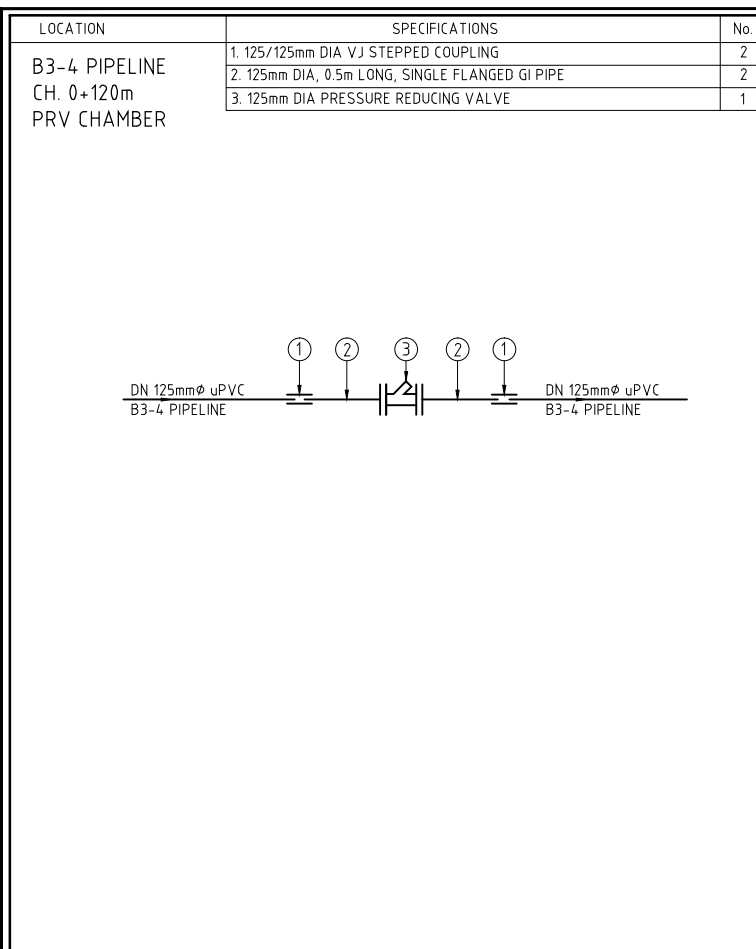 LOCATION SPECIFICATIONS No.
B3-4 PIPELINE
CH. 0+120m
PRV CHAMBER
1. 125/125mm DIA VJ STEPPED COUPLING 2
2. 125mm DIA, 0.5m LONG, SINGLE FLANGED GI PIPE 2
3. 125mm DIA PRESSURE REDUCING VALVE 1
1 2 3 2 1
DN 125mmø uPVC
B3-4 PIPELINE
DN 125mmø uPVC
B3-4 PIPELINE